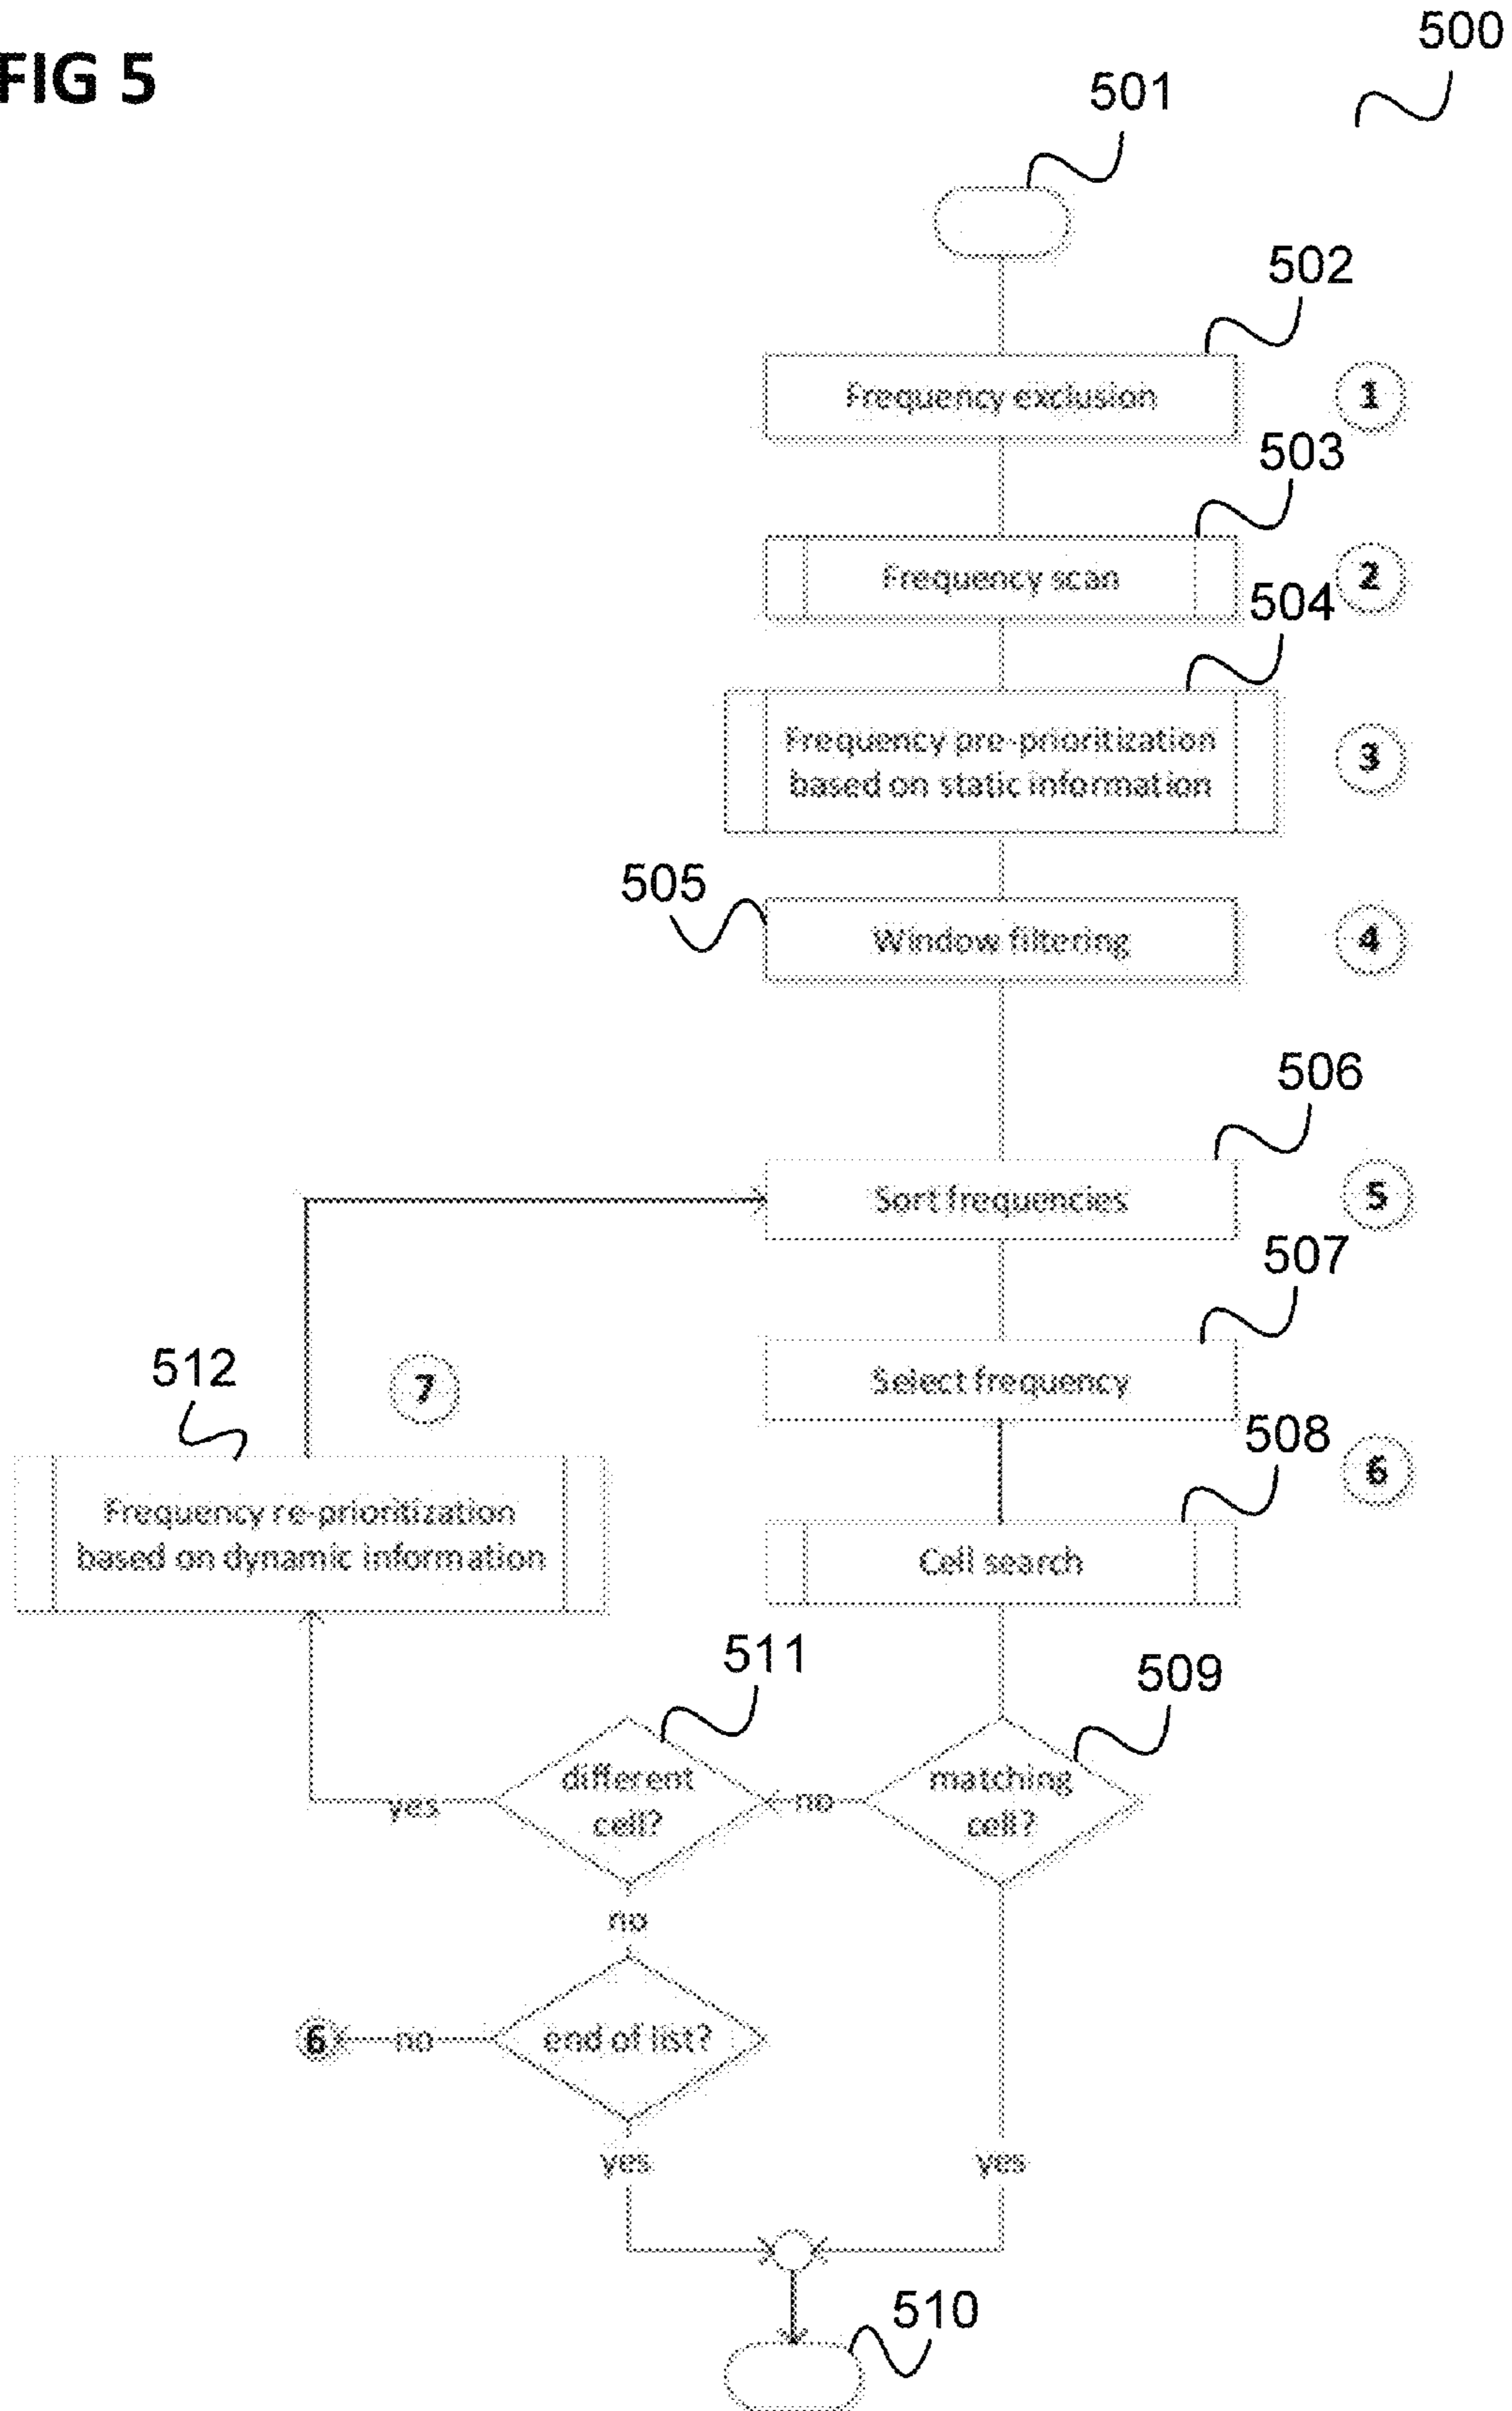 FIG 5
500
501
502
Frequency exclusion
1
503
Frequency scan
2
504
Frequency pre-prioritization
based on static information
3
505
Window filtering
4
506
Sort frequencies
5
507
Select frequency
512
7
508
6
Frequency re-prioritization
based on dynamic information
Cell search
511
509
different
cell?
matching
cell?
yes
no
no
end of list?
6
no
yes
yes
510